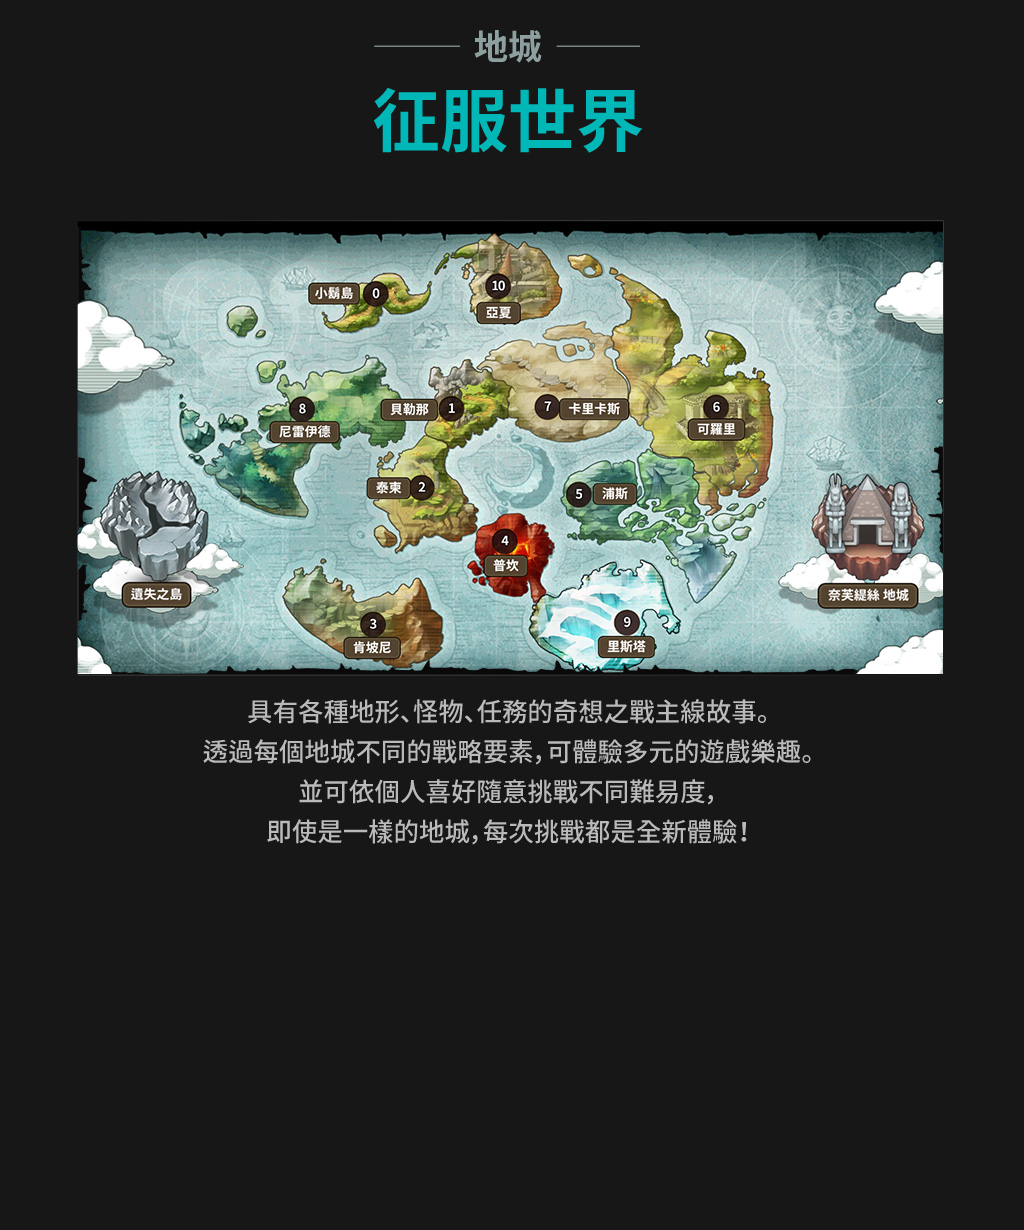 地城
征服世界
小鬍島 0
10
亞夏
8
尼雷伊德
貝勒那 1
7 卡里卡斯
6
可羅里
泰東 2
5 浦斯
4
普坎
遺失之島
奈芙緹絲 地城
3
肯坡尼
9
里斯塔
具有各種地形、怪物、任務的奇想之戰主線故事。
透過每個地城不同的戰略要素，可體驗多元的遊戲樂趣。
並可依個人喜好隨意挑戰不同難易度，
即使是一樣的地城，每次挑戰都是全新體驗！